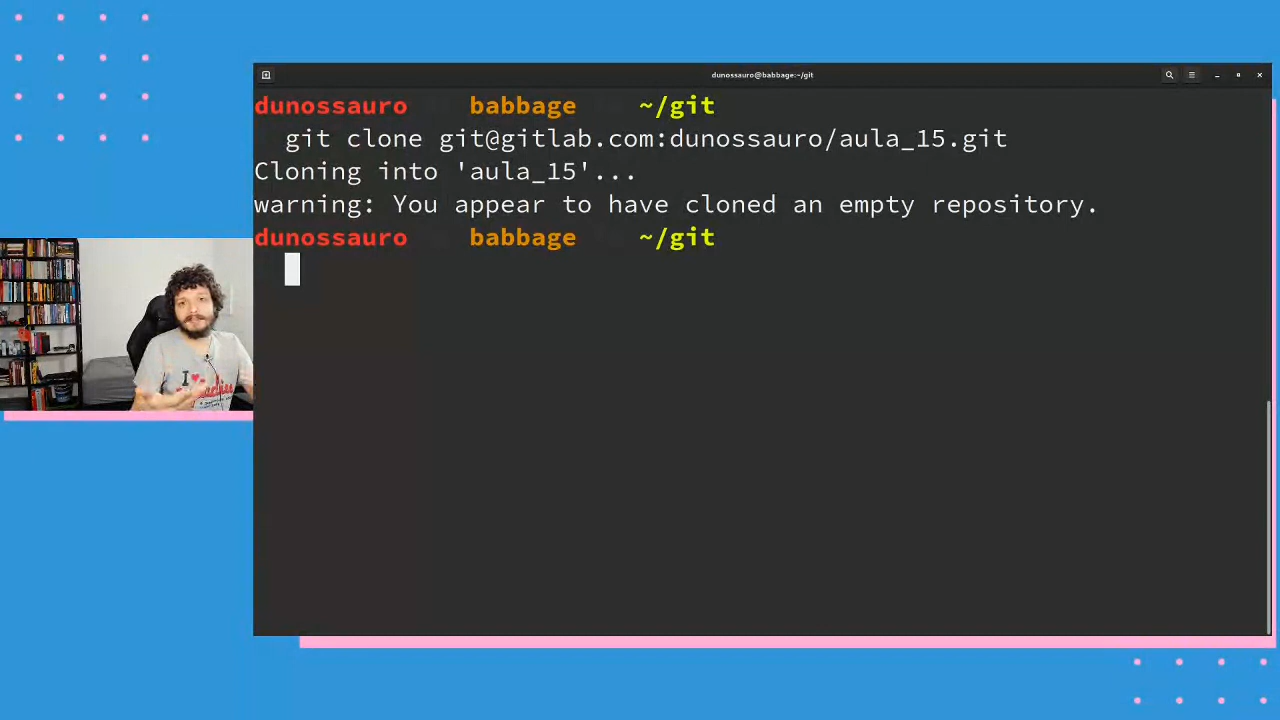 dunossauro@babbage:~/git
dunossauro babbage ~/git
git clone git@gitlab.com:dunossauro/aula_15.git
Cloning into 'aula_15'...
warning: You appear to have cloned an empty repository.
dunossauro babbage ~/git
I